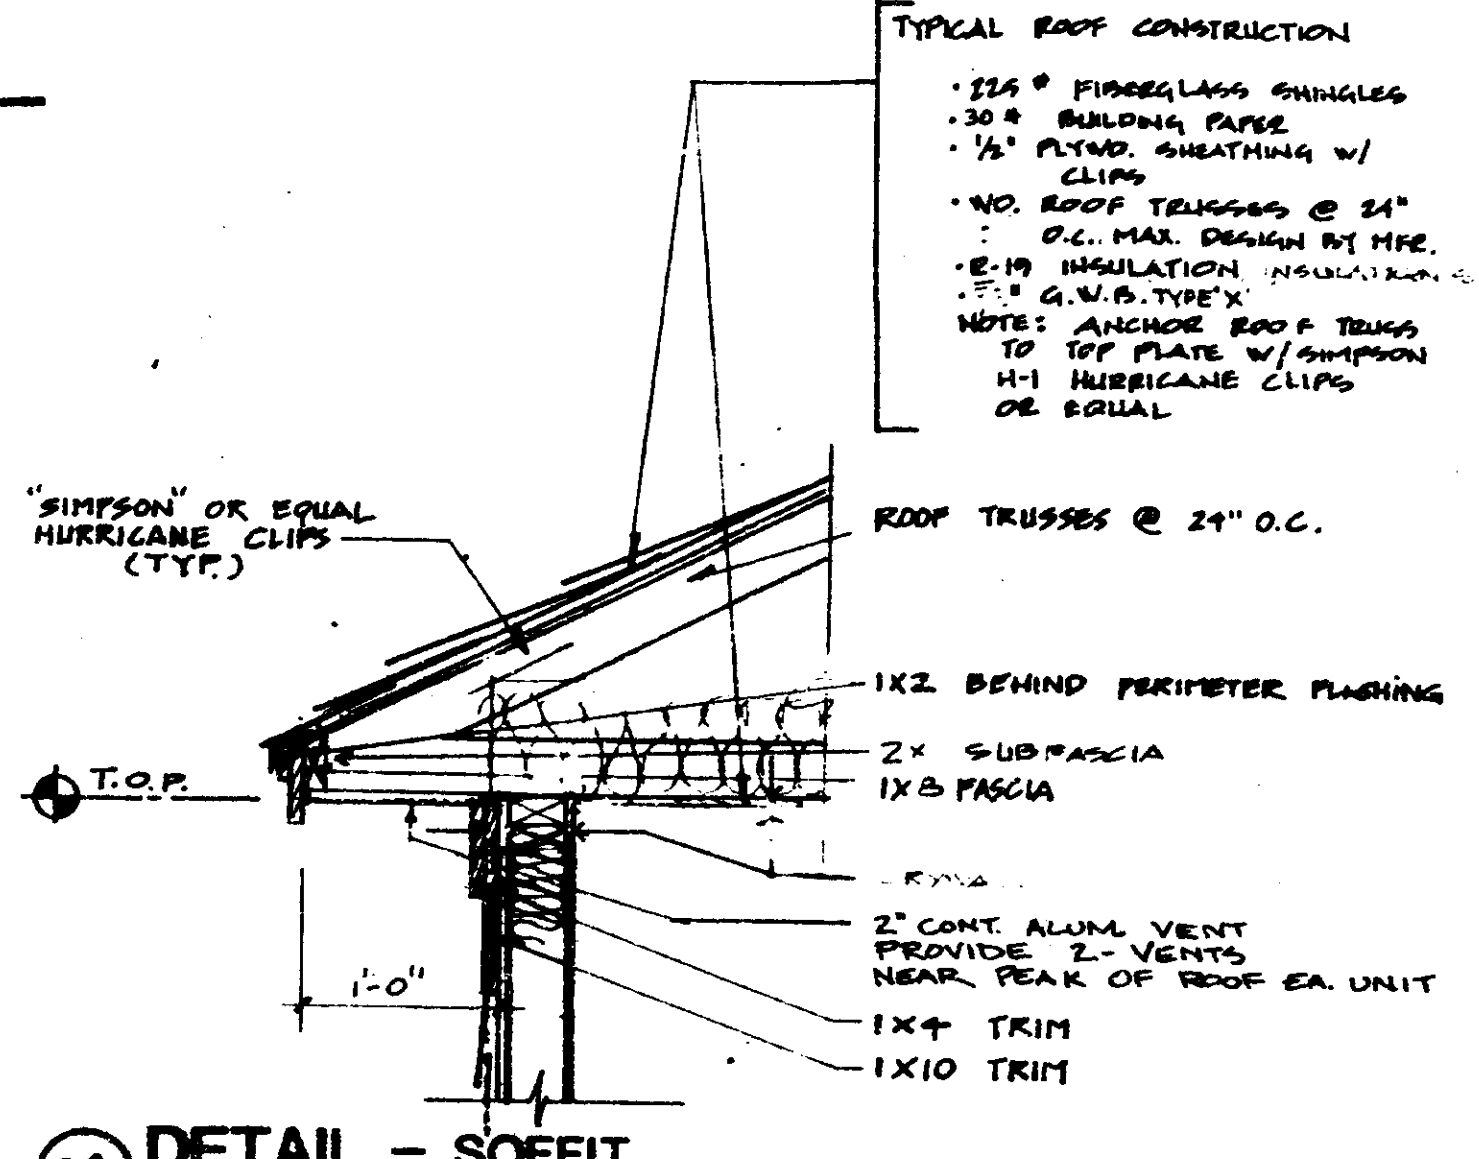 TYPICAL ROOF CONSTRUCTION
· 225 # FIBERGLASS SHINGLES
· 30 # BUILDING PAPER
· 1/2" PLYWD. SHEATHING W/
CLIPS
· WD. ROOF TRUSSES @ 24"
O.C.. MAX. DESIGN BY MFR.
· R-19 INSULATION INSULATION
· " G.W.B. TYPE 'X'
NOTE: ANCHOR ROOF TRUSS
TO TOP PLATE W/ SIMPSON
H-1 HURRICANE CLIPS
OR EQUAL
"SIMPSON" OR EQUAL
HURRICANE CLIPS
(TYP.)
ROOF TRUSSES @ 24" O.C.
1X2 BEHIND PERIMETER FLASHING
2X SUBFASCIA
1X8 FASCIA
T.O.P.
2" CONT. ALUM. VENT
PROVIDE 2- VENTS
NEAR PEAK OF ROOF EA. UNIT
1'-0"
1X4 TRIM
1X10 TRIM
DETAIL - SOFFIT